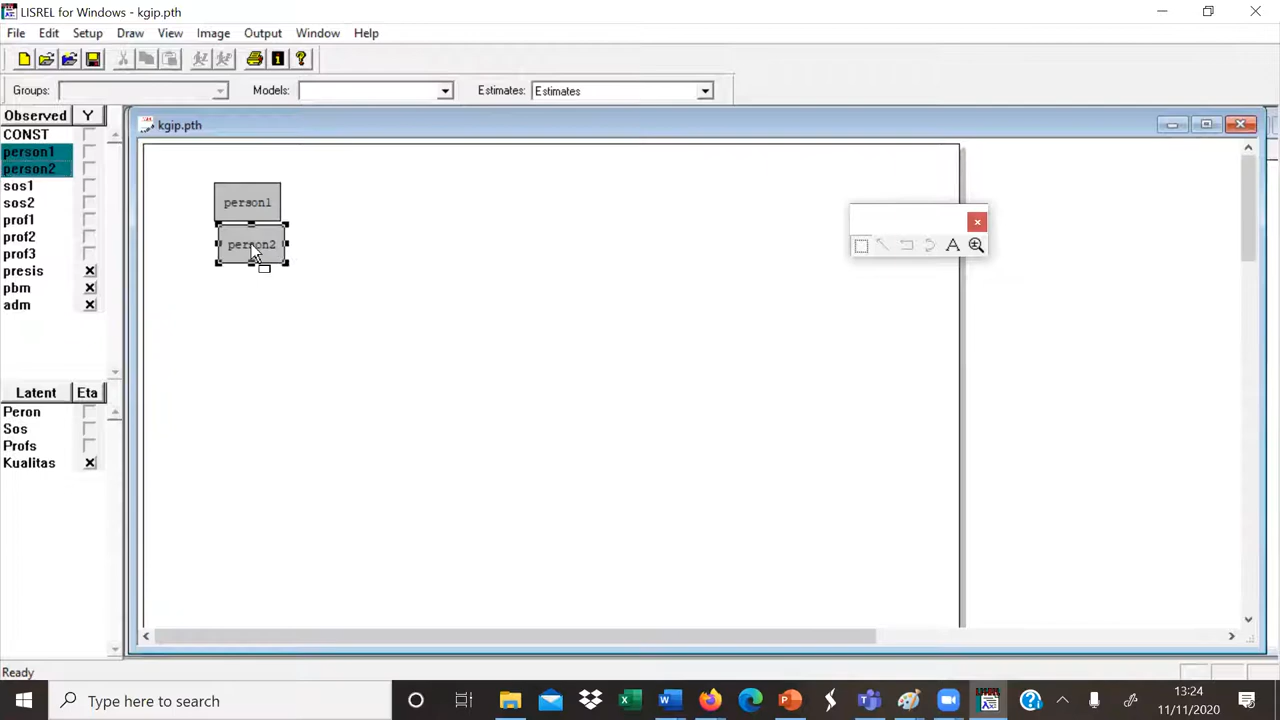 LISREL for Windows - kgip.pth
File Edit Setup Draw View Image Output Window Help
Groups: Models: Estimates: Estimates
Observed Y
CONST
person1
person2
sos1
sos2
prof1
prof2
prof3
presis
pbm
adm
Latent Eta
Peron
Sos
Profs
Kualitas
kgip.pth
person1
person2
Ready
Type here to search
13:24
11/11/2020